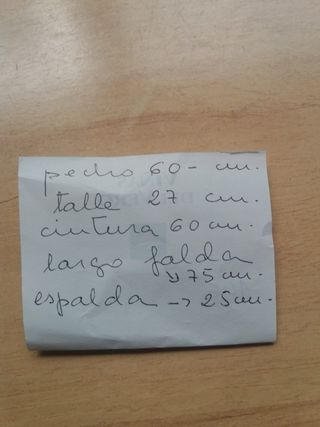 pecho 60 - cm.
talle 27 cm.
cintura 60 cm.
largo falda
↘ 75 cm.
espalda → 25 cm.